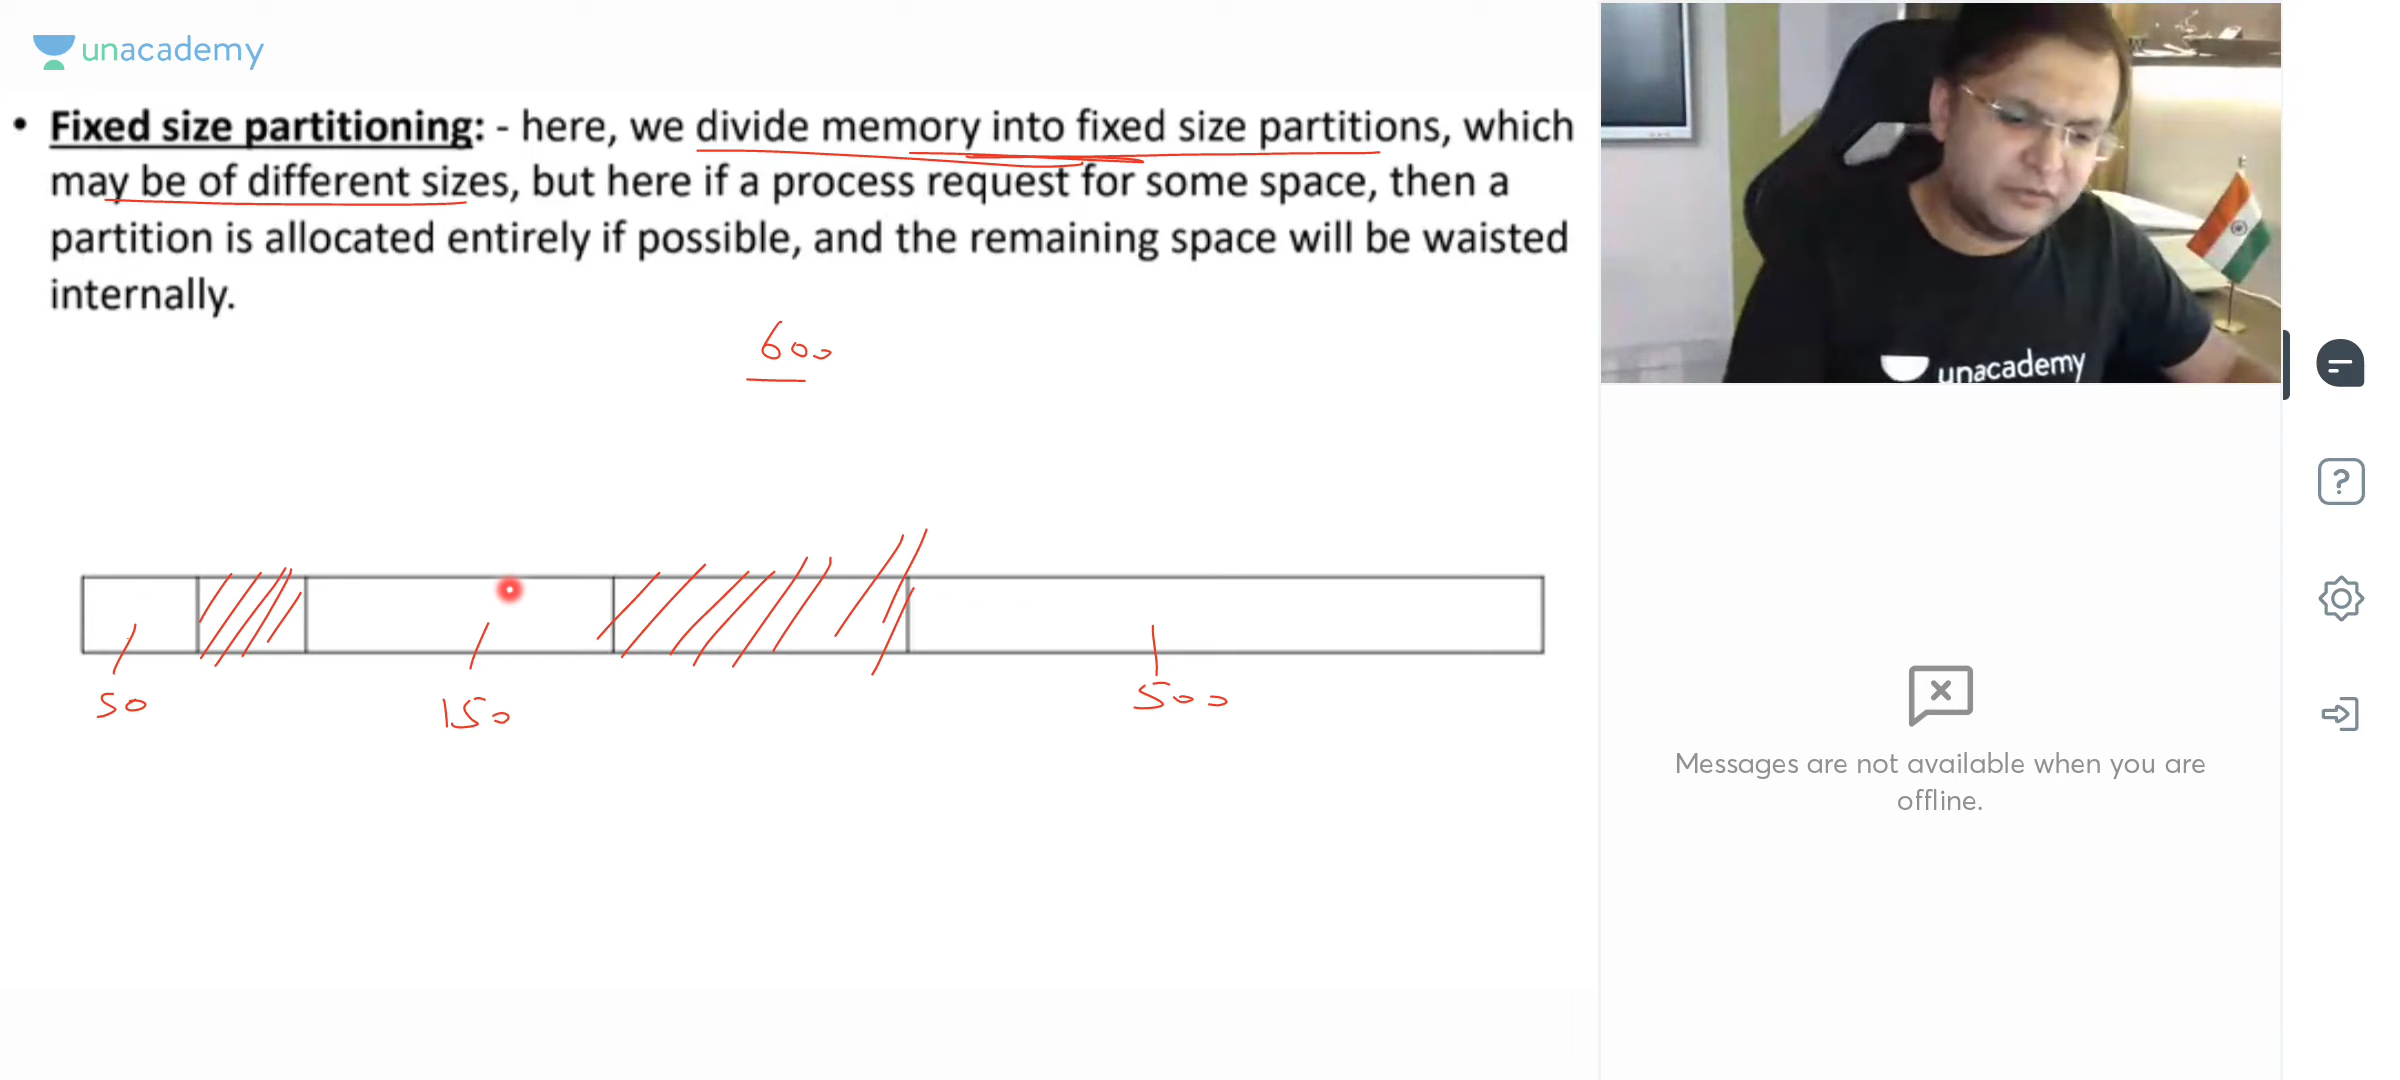 unacademy
• Fixed size partitioning: - here, we divide memory into fixed size partitions, which
may be of different sizes, but here if a process request for some space, then a
partition is allocated entirely if possible, and the remaining space will be waisted
internally.
600
50
150
500
unacademy
?
Messages are not available when you are
offline.